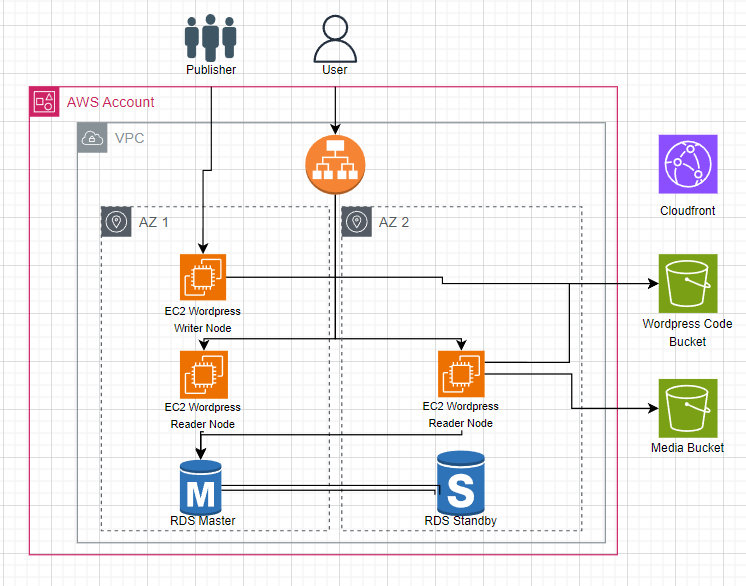 Publisher
User
AWS Account
VPC
AZ 1
AZ 2
Cloudfront
EC2 Wordpress
Writer Node
Wordpress Code
Bucket
EC2 Wordpress
Reader Node
EC2 Wordpress
Reader Node
Media Bucket
M
S
RDS Master
RDS Standby